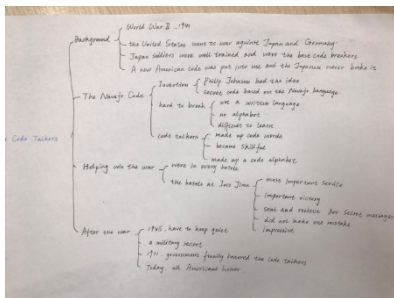 World War II, 1941
Background
the United States went to war against Japan and Germany
Japan soldiers were well trained and were the best code breakers
A new American code was put into use and the Japanese never broke it
Invention
Philip Johnston had the idea
secret code based on the Navajo language
The Navajo Code
hard to break
not a written language
no alphabet
difficult to learn
Code Talkers
code talkers
made up code words
became skillful
made up a code alphabet
Helping win the war
were in every battle
the battle at Iwo Jima
most important service
important victory
sent and receive 800 secret messages
did not make one mistake
impressive
After the war
1945, have to keep quiet
a military secret
government finally honored the code talkers
Today all Americans honor